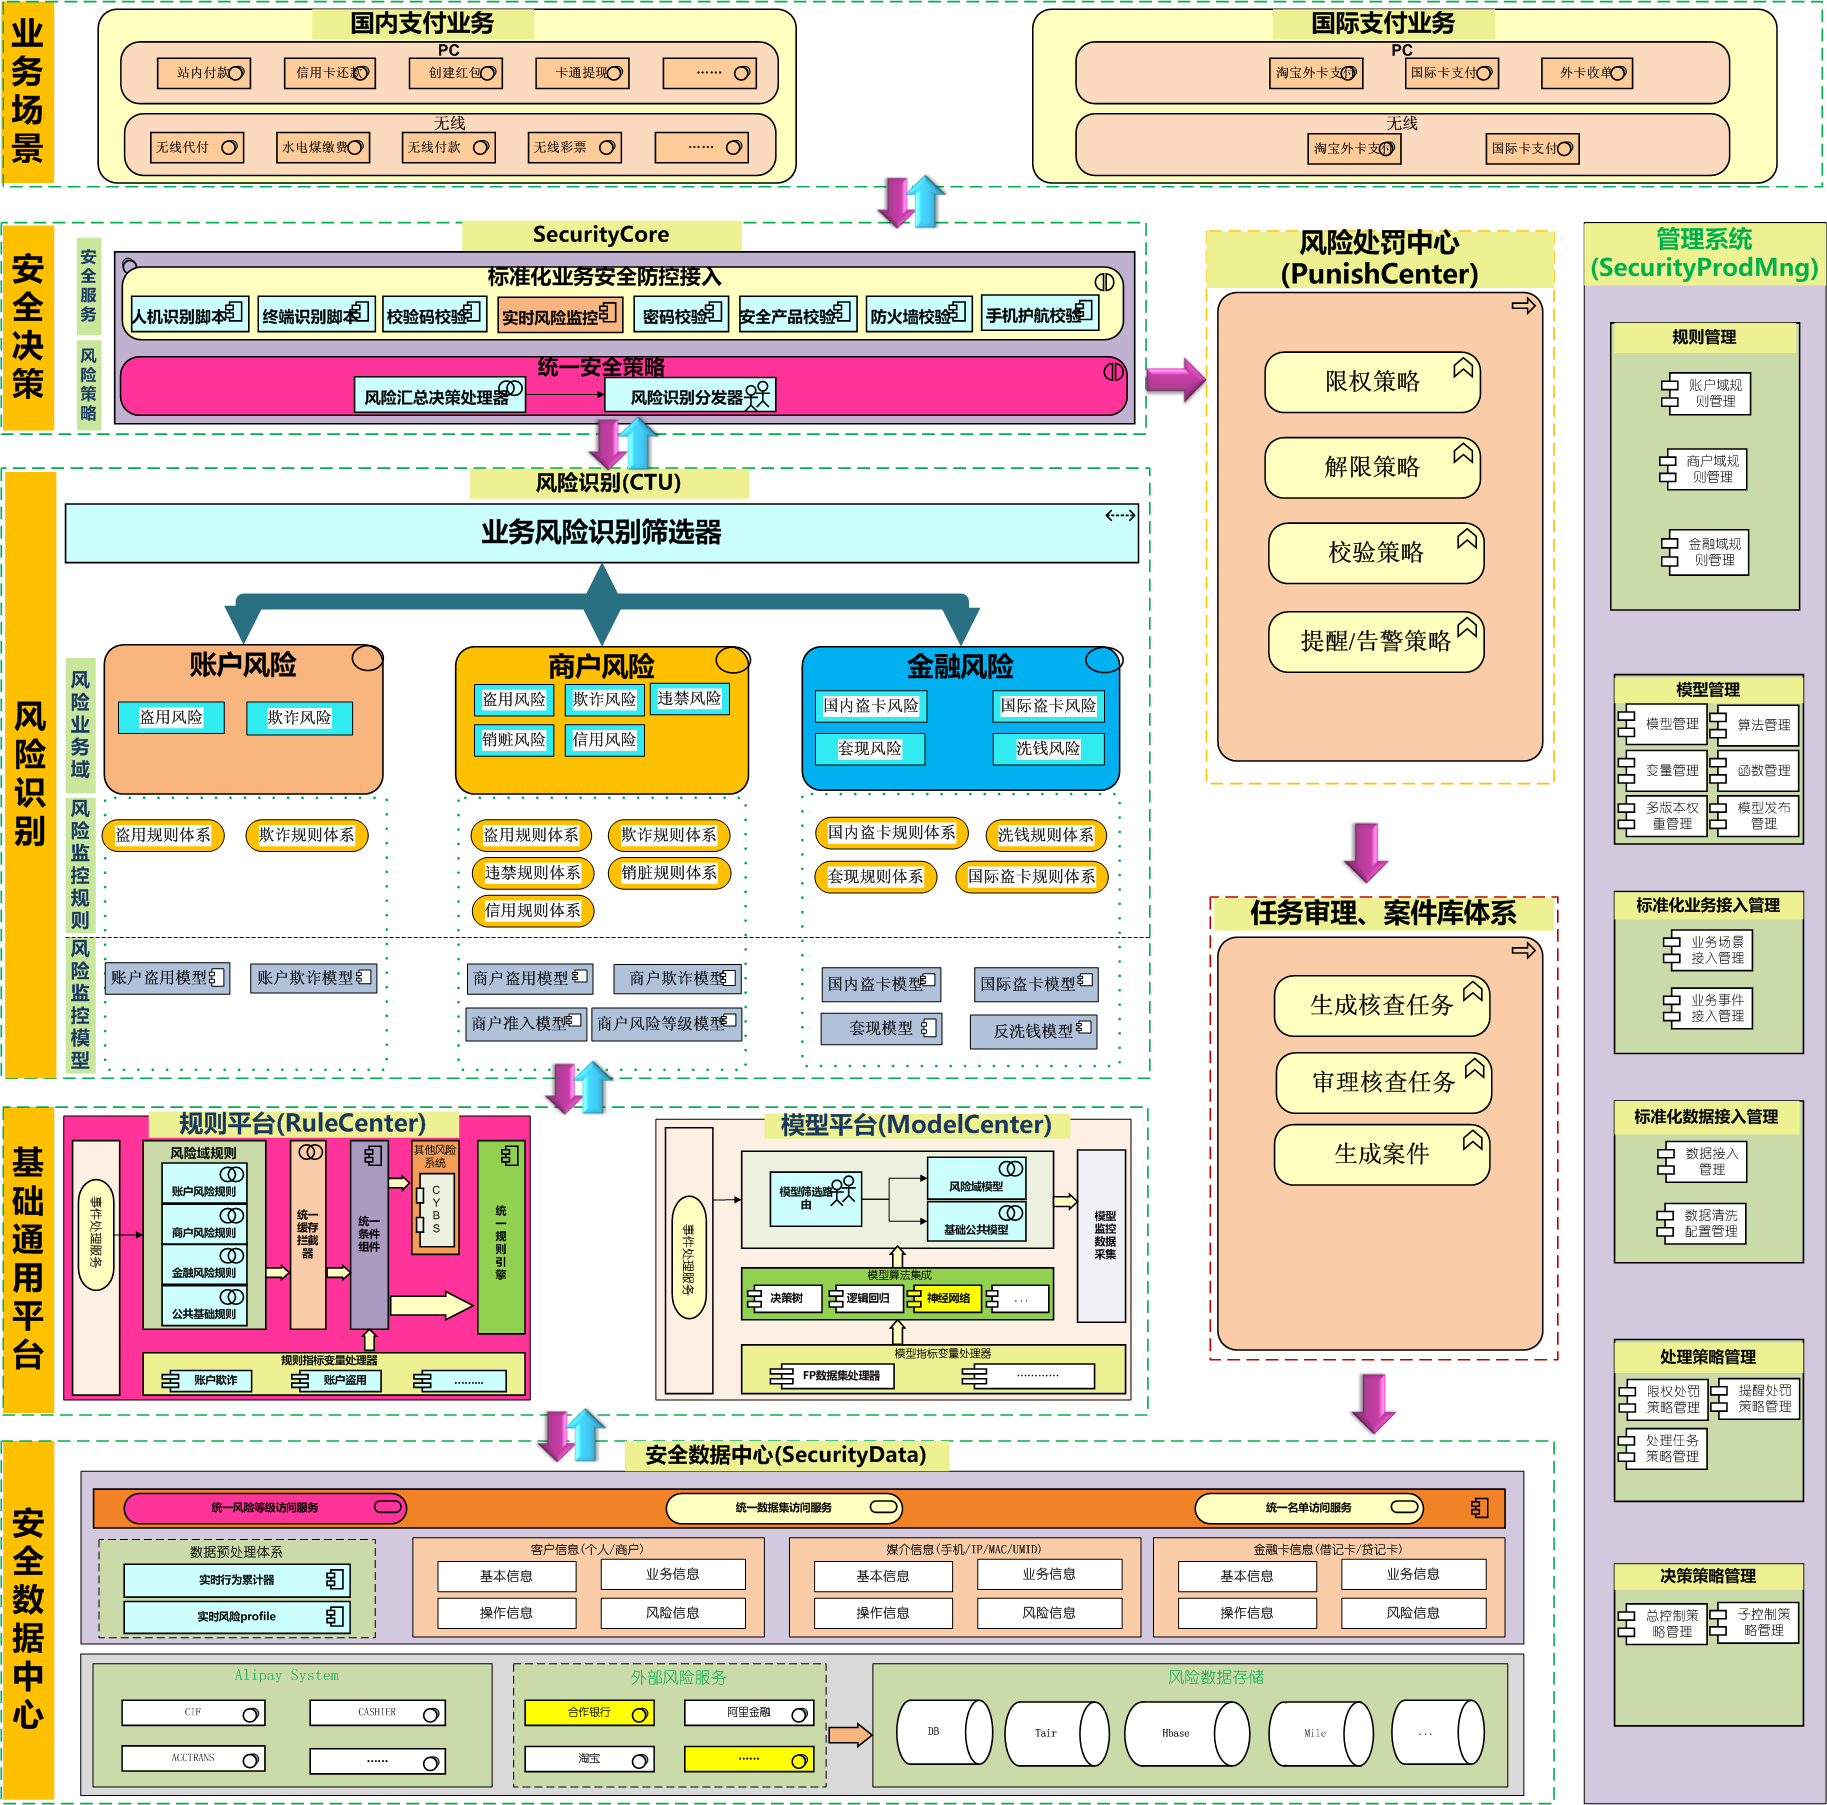 业务场景
国内支付业务
PC
站内付款
信用卡还款
创建红包
卡通提现
……
无线
无线代付
水电煤缴费
无线付款
无线彩票
……
国际支付业务
PC
淘宝外卡支付
国际卡支付
外卡收单
无线
淘宝外卡支付
国际卡支付
安全决策
SecurityCore
安全服务
标准化业务安全防控接入
人机识别脚本
终端识别脚本
校验码校验
实时风险监控
密码校验
安全产品校验
防火墙校验
手机护航校验
风险策略
统一安全策略
风险汇总决策处理器
风险识别分发器
风险识别
风险识别(CTU)
业务风险识别筛选器
风险业务域
账户风险
盗用风险
欺诈风险
商户风险
盗用风险
欺诈风险
违禁风险
销赃风险
信用风险
金融风险
国内盗卡风险
国际盗卡风险
套现风险
洗钱风险
风险监控规则
盗用规则体系
欺诈规则体系
盗用规则体系
欺诈规则体系
违禁规则体系
销脏规则体系
信用规则体系
国内盗卡规则体系
洗钱规则体系
套现规则体系
国际盗卡规则体系
风险监控模型
账户盗用模型
账户欺诈模型
商户盗用模型
商户欺诈模型
商户准入模型
商户风险等级模型
国内盗卡模型
国际盗卡模型
套现模型
反洗钱模型
基础通用平台
规则平台(RuleCenter)
事件处理服务
风险域规则
账户风险规则
商户风险规则
金融风险规则
公共基础规则
统一
缓存
拦截
器
统一
条件
组件
其他风险
系统
CYBS
统一规则引擎
规则指标变量处理器
账户欺诈
账户盗用
………
模型平台(ModelCenter)
事件处理服务
模型筛选路
由
风险域模型
基础公共模型
模型
监控
数据
采集
模型算法集成
决策树
逻辑回归
神经网络
...
模型指标变量处理器
FP数据集处理器
…………
安全数据中心
安全数据中心(SecurityData)
统一风险等级访问服务
统一数据集访问服务
统一名单访问服务
数据预处理体系
实时行为累计器
实时风险profile
客户信息(个人/商户)
基本信息
业务信息
操作信息
风险信息
媒介信息(手机/IP/MAC/UMID)
基本信息
业务信息
操作信息
风险信息
金融卡信息(借记卡/贷记卡)
基本信息
业务信息
操作信息
风险信息
Alipay System
CIF
CASHIER
ACCTRANS
……
外部风险服务
合作银行
阿里金融
淘宝
……
风险数据存储
DB
Tair
Hbase
Mile
...
风险处罚中心
(PunishCenter)
限权策略
解限策略
校验策略
提醒/告警策略
任务审理、案件库体系
生成核查任务
审理核查任务
生成案件
管理系统
(SecurityProdMng)
规则管理
账户域规
则管理
商户域规
则管理
金融域规
则管理
模型管理
模型管理
算法管理
变量管理
函数管理
多版本权
重管理
模型发布
管理
标准化业务接入管理
业务场景
接入管理
业务事件
接入管理
标准化数据接入管理
数据接入
管理
数据清洗
配置管理
处理策略管理
限权处罚
策略管理
提醒处罚
策略管理
处理任务
策略管理
决策策略管理
总控制策
略管理
子控制策
略管理